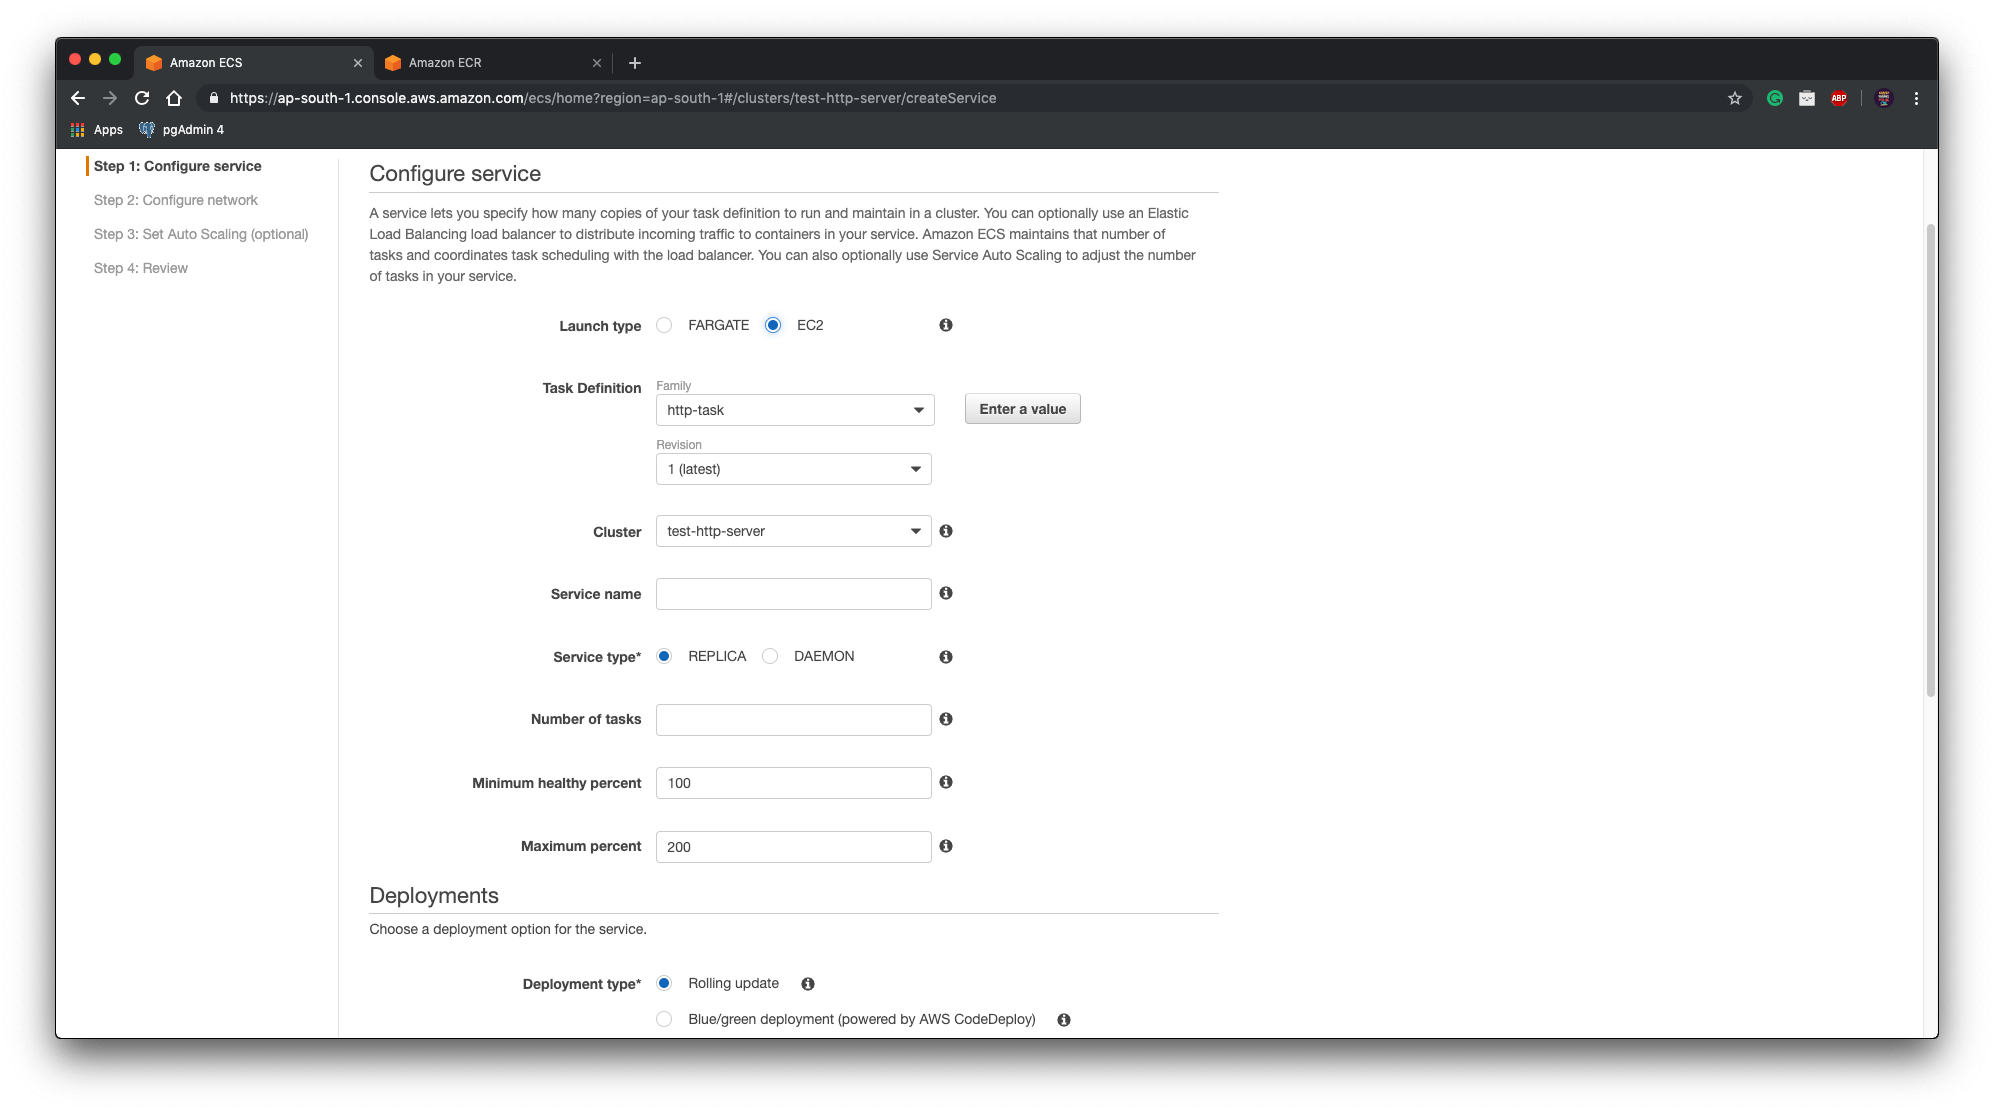 Amazon ECS
Amazon ECR
https://ap-south-1.console.aws.amazon.com/ecs/home?region=ap-south-1#/clusters/test-http-server/createService
ABP
Apps
pgAdmin 4
Step 1: Configure service
Step 2: Configure network
Step 3: Set Auto Scaling (optional)
Step 4: Review
Configure service
A service lets you specify how many copies of your task definition to run and maintain in a cluster. You can optionally use an Elastic
Load Balancing load balancer to distribute incoming traffic to containers in your service. Amazon ECS maintains that number of
tasks and coordinates task scheduling with the load balancer. You can also optionally use Service Auto Scaling to adjust the number
of tasks in your service.
Launch type FARGATE EC2
Task Definition Family
http-task Enter a value
Revision
1 (latest)
Cluster test-http-server
Service name
Service type* REPLICA DAEMON
Number of tasks
Minimum healthy percent 100
Maximum percent 200
Deployments
Choose a deployment option for the service.
Deployment type* Rolling update
Blue/green deployment (powered by AWS CodeDeploy)